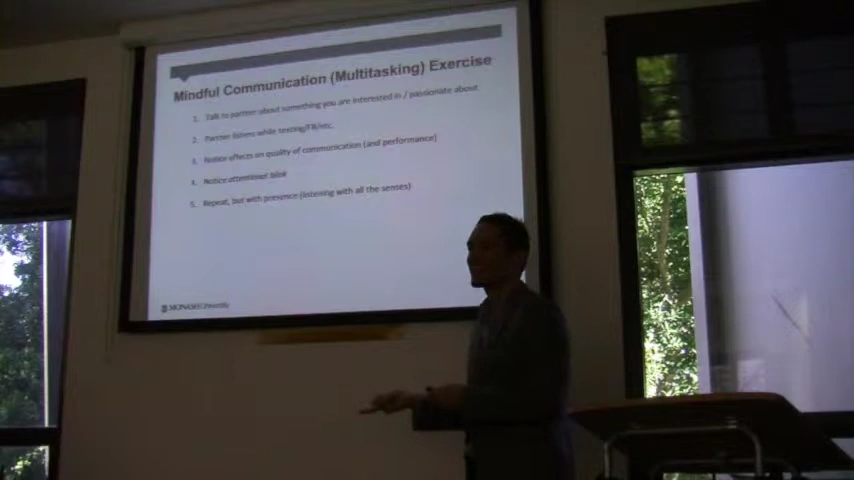 Mindful Communication (Multitasking) Exercise
1. Talk to partner about something you are interested in / passionate about
2. Partner listens while texting/FB/etc.
3. Notice effects on quality of communication (and performance)
4. Notice attentional blink
5. Repeat, but with presence (listening with all the senses)
MONASH University